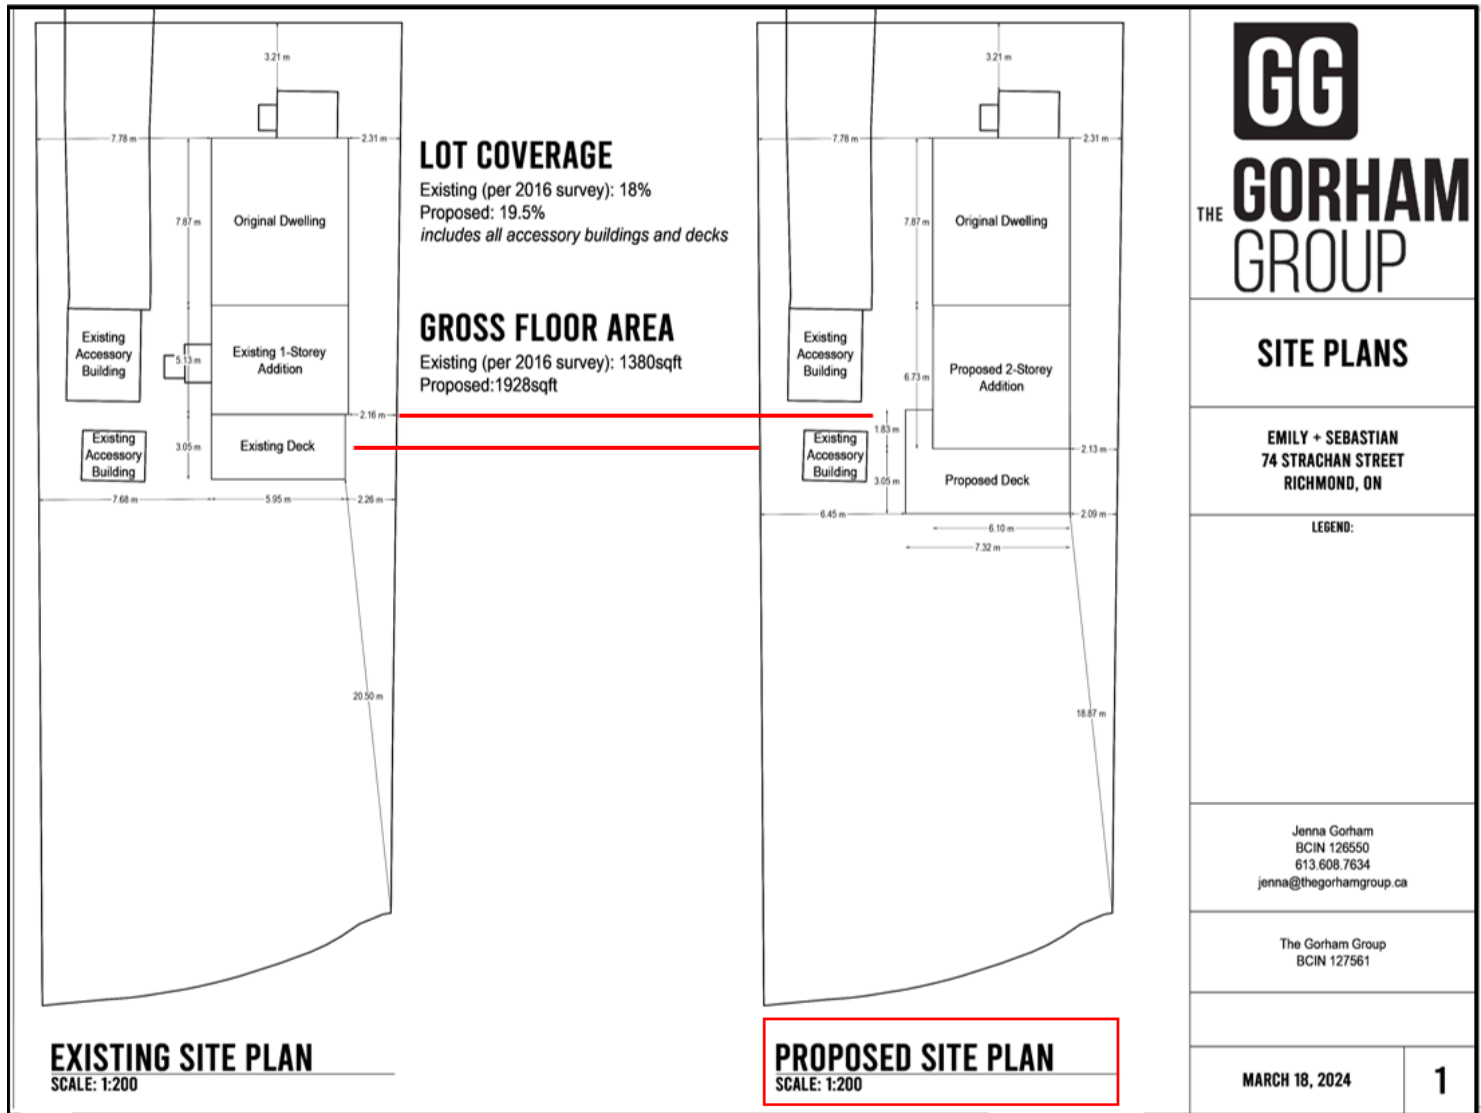 3.21 m
7.78 m
2.31 m
7.87 m
Original Dwelling
Existing
Accessory
Building
5.13 m
Existing 1-Storey
Addition
2.16 m
Existing
Accessory
Building
3.05 m
Existing Deck
7.68 m
5.95 m
2.26 m
20.50 m
EXISTING SITE PLAN
SCALE: 1:200
LOT COVERAGE
Existing (per 2016 survey): 18%
Proposed: 19.5%
includes all accessory buildings and decks
GROSS FLOOR AREA
Existing (per 2016 survey): 1380sqft
Proposed:1928sqft
3.21 m
7.78 m
2.31 m
7.87 m
Original Dwelling
Existing
Accessory
Building
6.73 m
Proposed 2-Storey
Addition
1.83 m
Existing
Accessory
Building
2.13 m
3.05 m
Proposed Deck
6.45 m
2.09 m
6.10 m
7.32 m
18.87 m
PROPOSED SITE PLAN
SCALE: 1:200
GG
THE GORHAM
GROUP
SITE PLANS
EMILY + SEBASTIAN
74 STRACHAN STREET
RICHMOND, ON
LEGEND:
Jenna Gorham
BCIN 126550
613.608.7634
jenna@thegorhamgroup.ca
The Gorham Group
BCIN 127561
MARCH 18, 2024
1